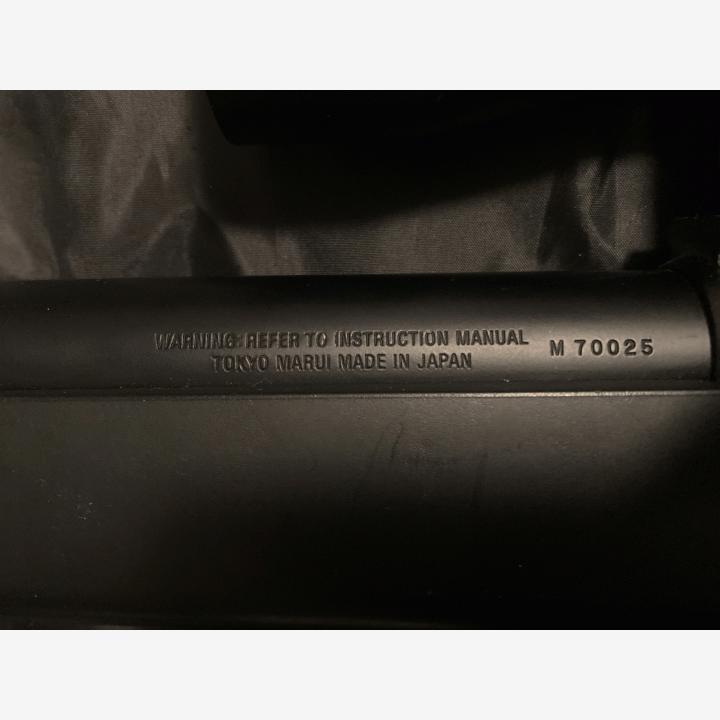 WARNING: REFER TO INSTRUCTION MANUAL
TOKYO MARUI MADE IN JAPAN
M 70025